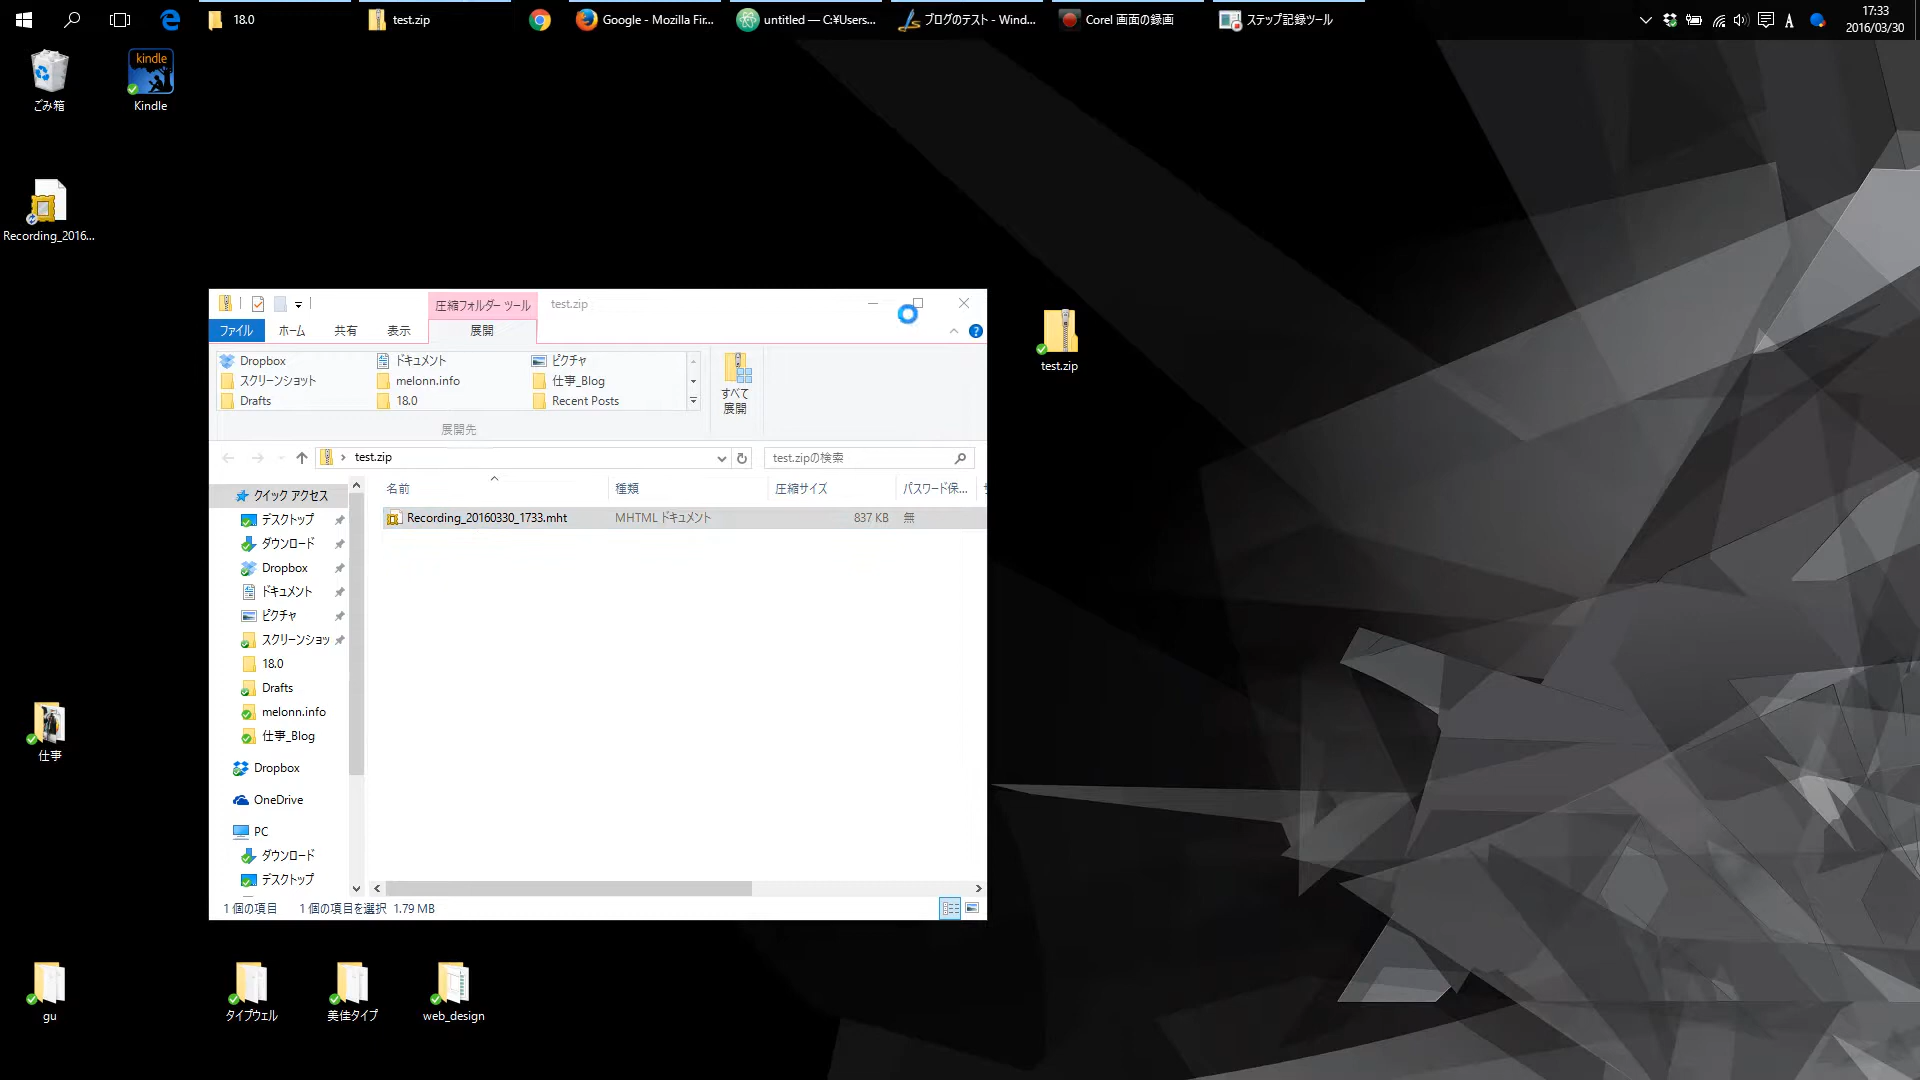 18.0
test.zip
Google - Mozilla Fir...
untitled — C:¥Users...
ブログのテスト - Wind...
Corel 画面の録画
ステップ記録ツール
A
17:33
2016/03/30
ごみ箱
kindle
Kindle
Recording_2016...
圧縮フォルダー ツール
test.zip
ファイル
ホーム
共有
表示
展開
Dropbox
ドキュメント
ピクチャ
スクリーンショット
melonn.info
仕事_Blog
Drafts
18.0
Recent Posts
すべて
展開
展開先
test.zip
test.zipの検索
名前
種類
圧縮サイズ
パスワード保...
Recording_20160330_1733.mht
MHTML ドキュメント
837 KB
無
クイック アクセス
デスクトップ
ダウンロード
Dropbox
ドキュメント
ピクチャ
スクリーンショッ
18.0
Drafts
melonn.info
仕事_Blog
Dropbox
OneDrive
PC
ダウンロード
デスクトップ
1 個の項目
1 個の項目を選択 1.79 MB
test.zip
仕事
gu
タイプウェル
美佳タイプ
web_design